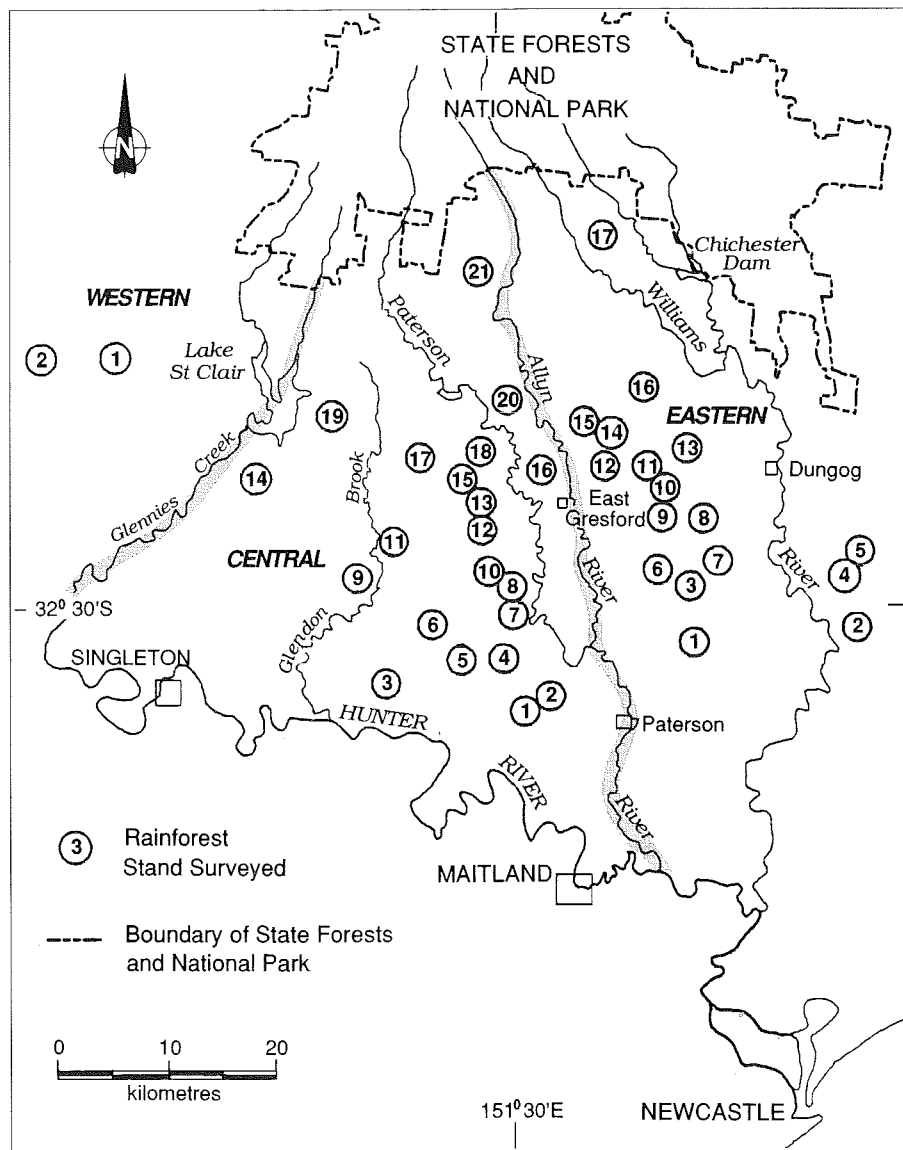 STATE FORESTS
AND
NATIONAL PARK
N
17
Chichester
Dam
21
WESTERN
Paterson
Williams
2
1
Lake
St Clair
Allyn
16
20
19
EASTERN
15
14
13
Creek
17
18
16
12
11
Dungog
14
15
10
Brook
13
East
Gresford
9
8
Glennies
12
11
5
CENTRAL
10
7
4
9
8
6
3
River
River
32⁰ 30'S
7
6
2
Glendon
1
SINGLETON
5
4
3
2
1
HUNTER
Paterson
RIVER
River
3
Rainforest
Stand Surveyed
MAITLAND
Boundary of State Forests
and National Park
0 10 20
kilometres
151⁰ 30'E
NEWCASTLE